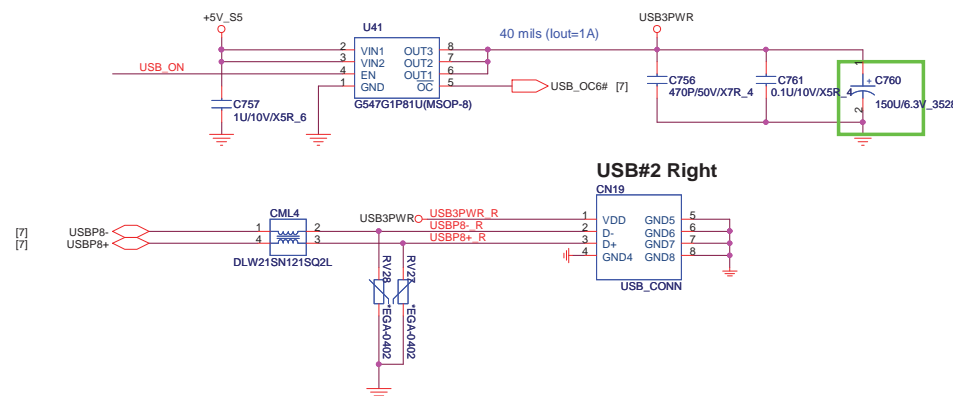 +5V_S5
USB3PWR
U41
40 mils (Iout=1A)
2 VIN1 OUT3 8
3 VIN2 OUT2 7
USB_ON 4 EN OUT1 6
1 GND OC 5 USB_OC6# [7]
G547G1P81U(MSOP-8)
C757
1U/10V/X5R_6
C756
470P/50V/X7R_4
C761
0.1U/10V/X5R_4
1
+ C760
150U/6.3V_3528
2
USB#2 Right
CN19
CML4
[7] USBP8- 1 2
[7] USBP8+ 4 3
DLW21SN121SQ2L
USB3PWR USB3PWR_R 1 VDD GND5 5
USBP8-_R 2 D- GND6 6
USBP8+_R 3 D+ GND7 7
4 GND4 GND8 8
USB_CONN
RV28
*EGA-0402
RV27
*EGA-0402